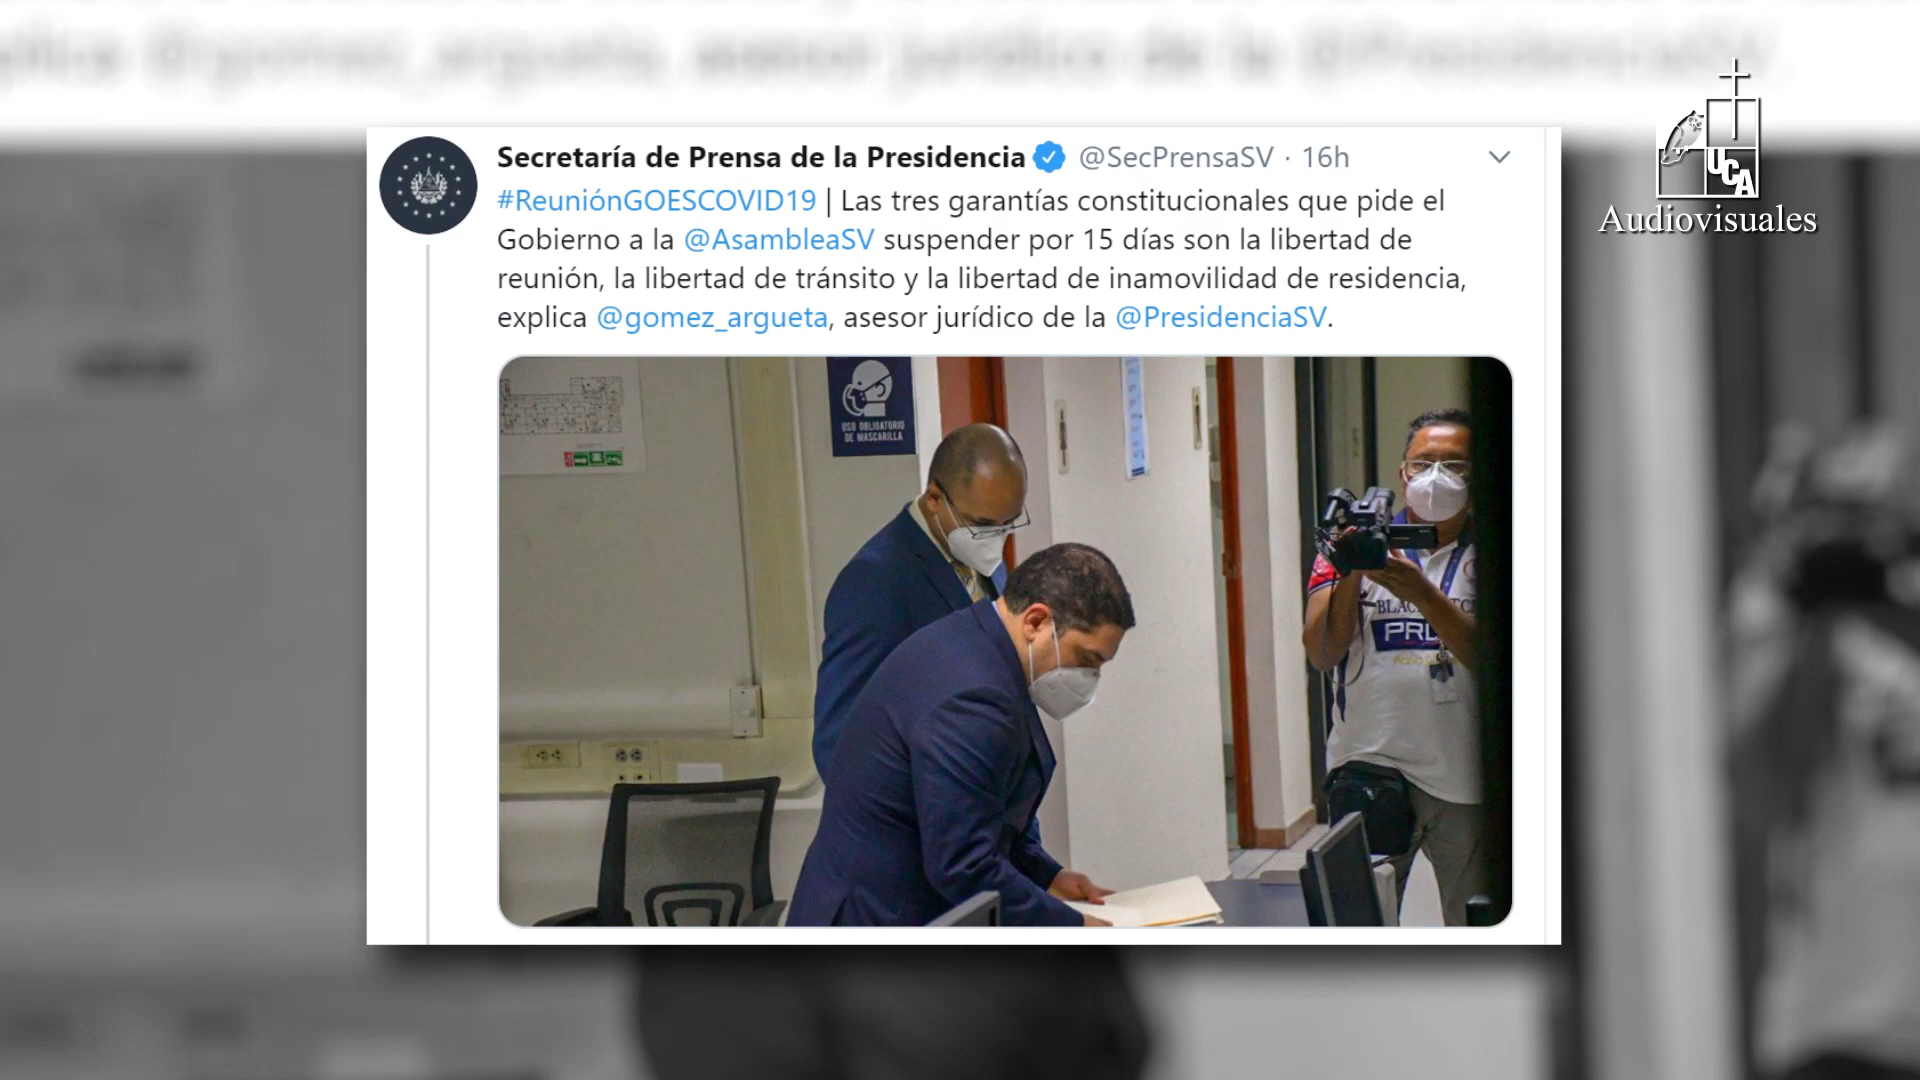 Secretaría de Prensa de la Presidencia @SecPrensaSV · 16h
#ReuniónGOESCOVID19 | Las tres garantías constitucionales que pide el
Gobierno a la @AsambleaSV suspender por 15 días son la libertad de
reunión, la libertad de tránsito y la libertad de inamovilidad de residencia,
explica @gomez_argueta, asesor jurídico de la @PresidenciaSV.
USO OBLIGATORIO
DE MASCARILLA
UCA
Audiovisuales